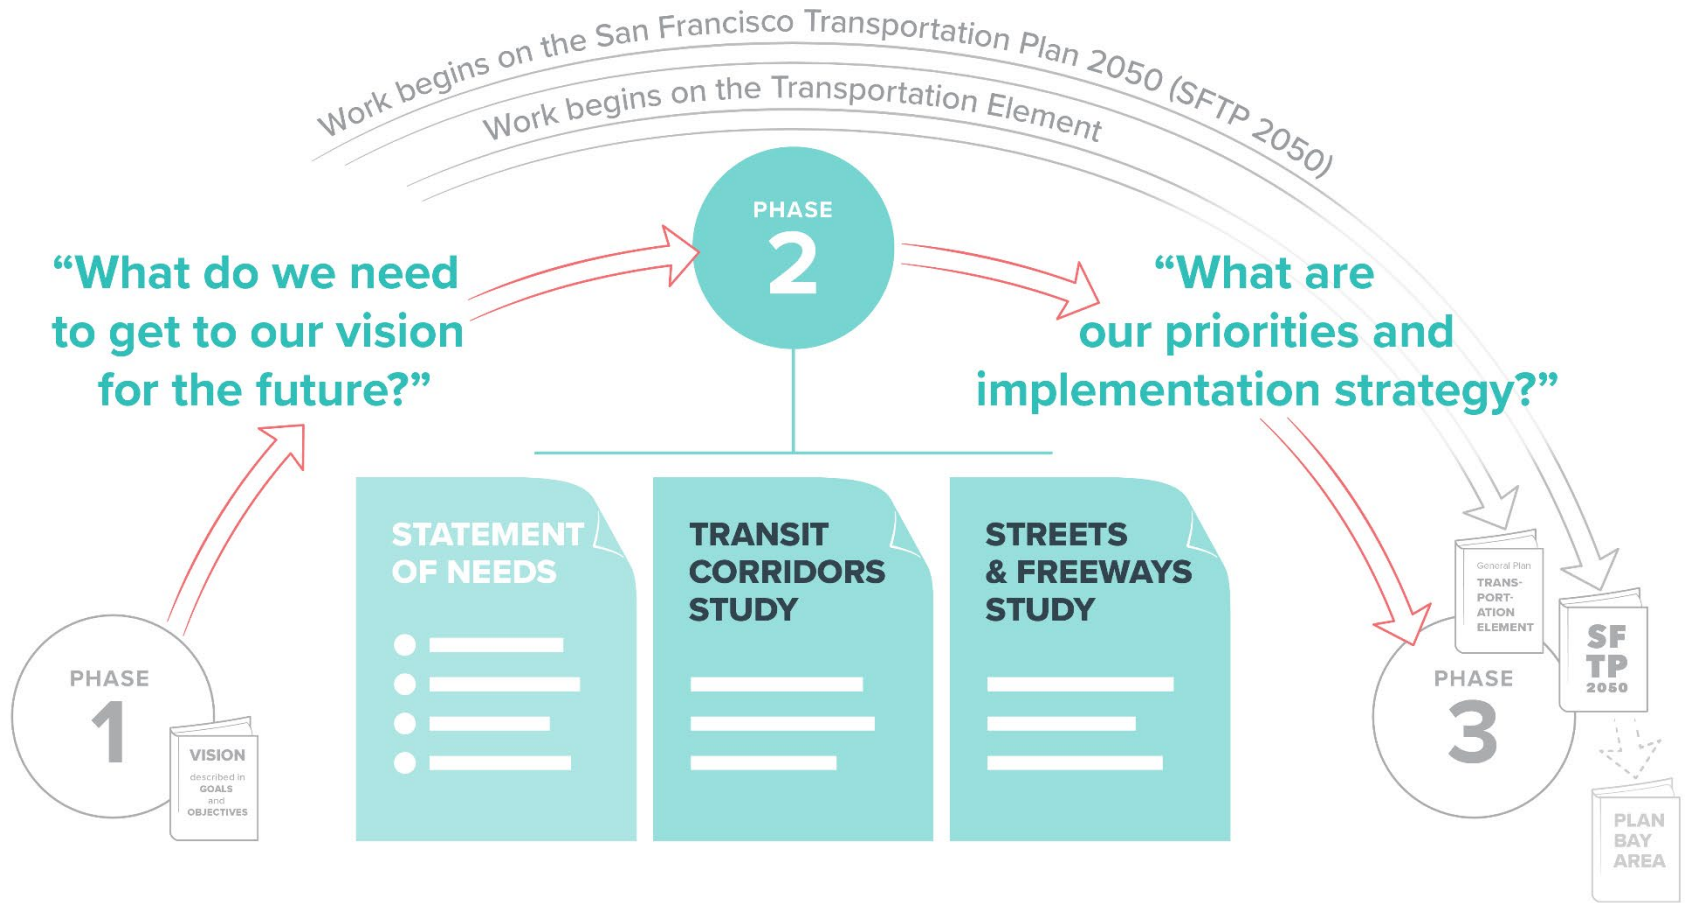 Work begins on the San Francisco Transportation Plan 2050 (SFTP 2050)
Work begins on the Transportation Element
“What do we need
to get to our vision
for the future?”
PHASE
2
“What are
our priorities and
implementation strategy?”
STATEMENT
OF NEEDS
TRANSIT
CORRIDORS
STUDY
STREETS
& FREEWAYS
STUDY
PHASE
1
VISION
described in
GOALS
and
OBJECTIVES
PHASE
3
General Plan
TRANS-
PORT-
ATION
ELEMENT
SF
TP
2050
PLAN
BAY
AREA